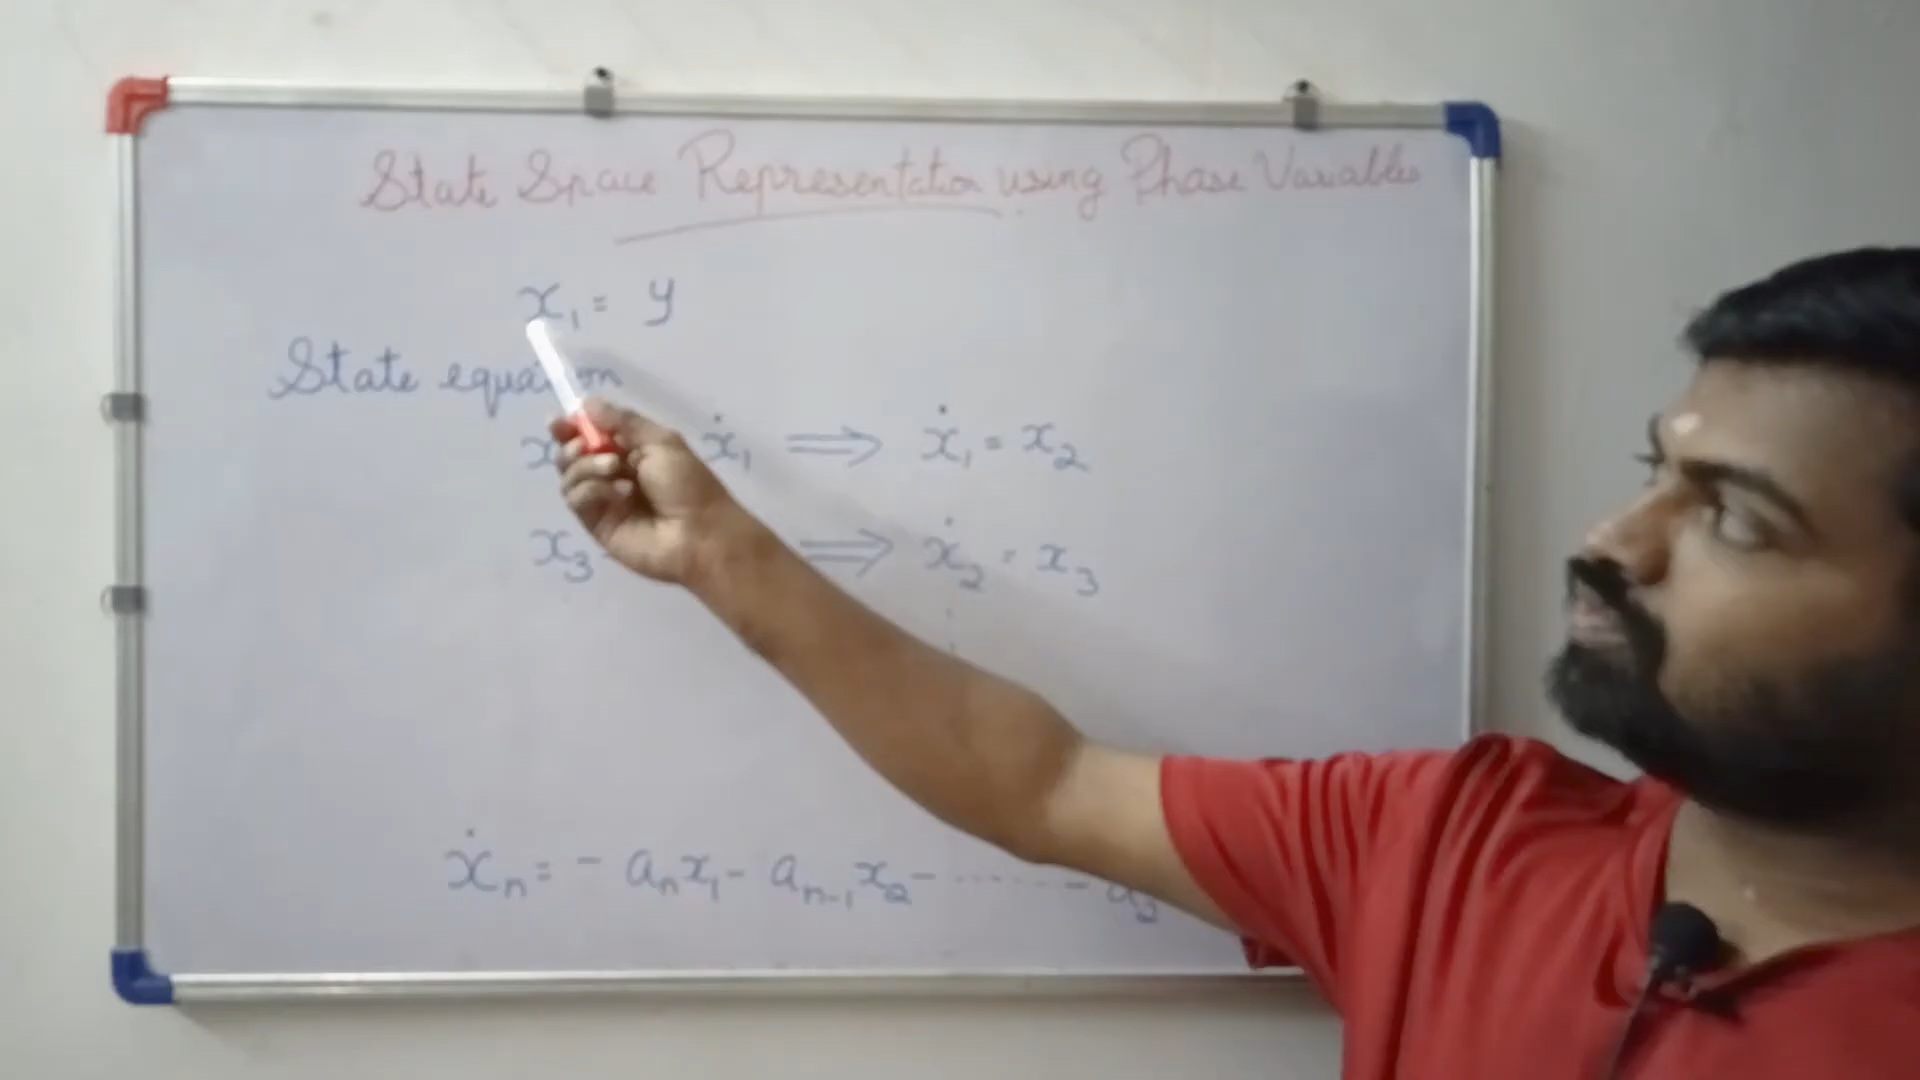 State Space Representation using Phase Variables
x₁ = y
State equation
ẋ₁ ⟹ ẋ₁ = x₂
x₃ ⟹ ẋ₂ = x₃
ẋₙ = - aₙx₁ - aₙ₋₁x₂ - ...... - a₂